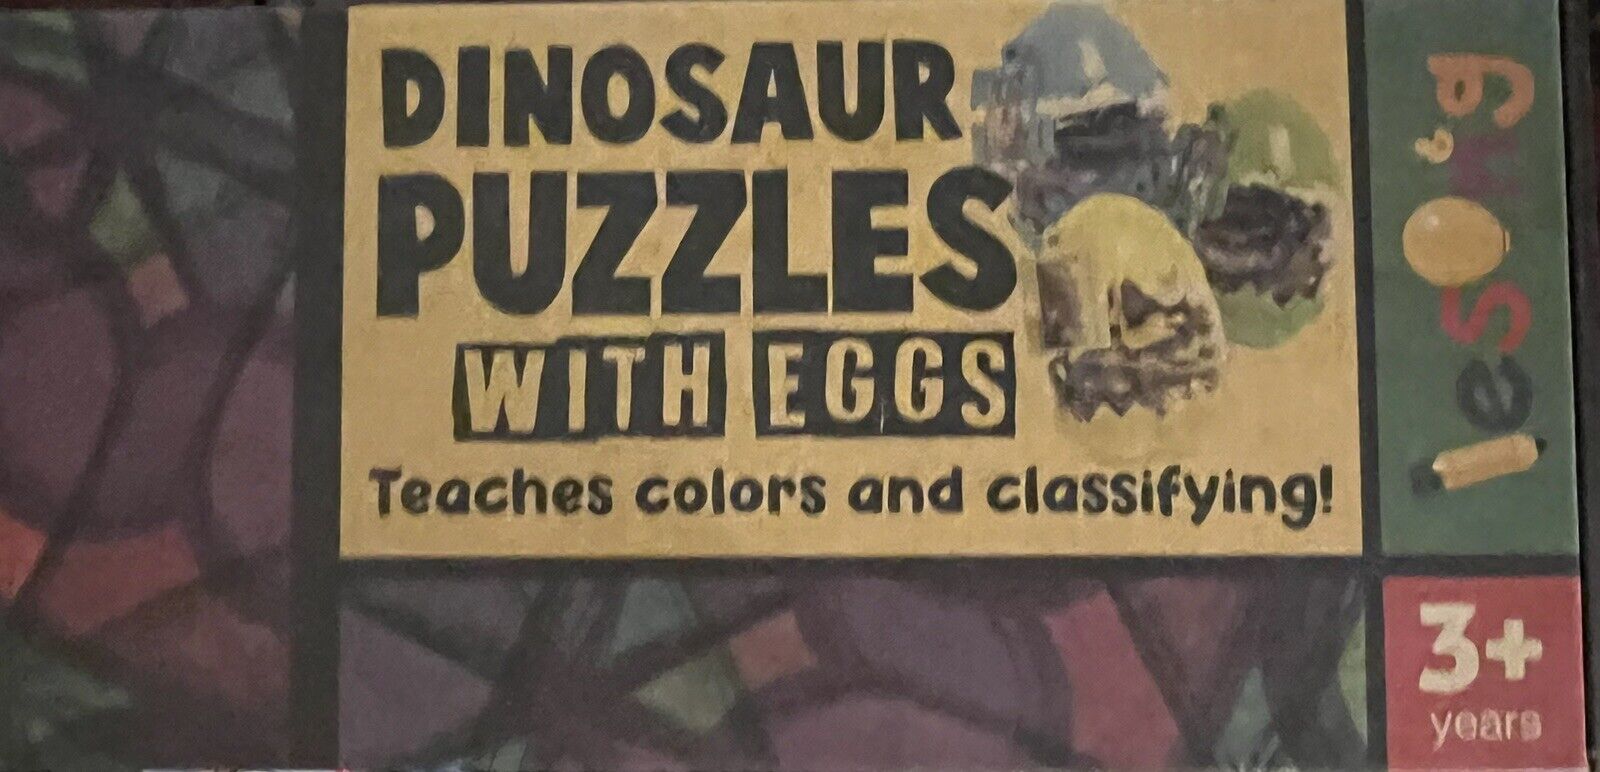 DINOSAUR
PUZZLES
WITH EGGS
Teaches colors and classifying!
lesong
3+
years